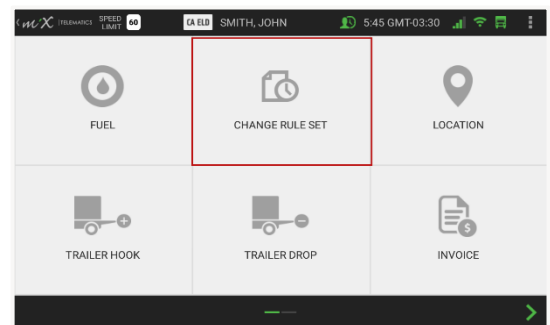 mix TELEMATICS SPEED LIMIT 60 CA ELD SMITH, JOHN 5:45 GMT-03:30
FUEL CHANGE RULE SET LOCATION
TRAILER HOOK TRAILER DROP INVOICE